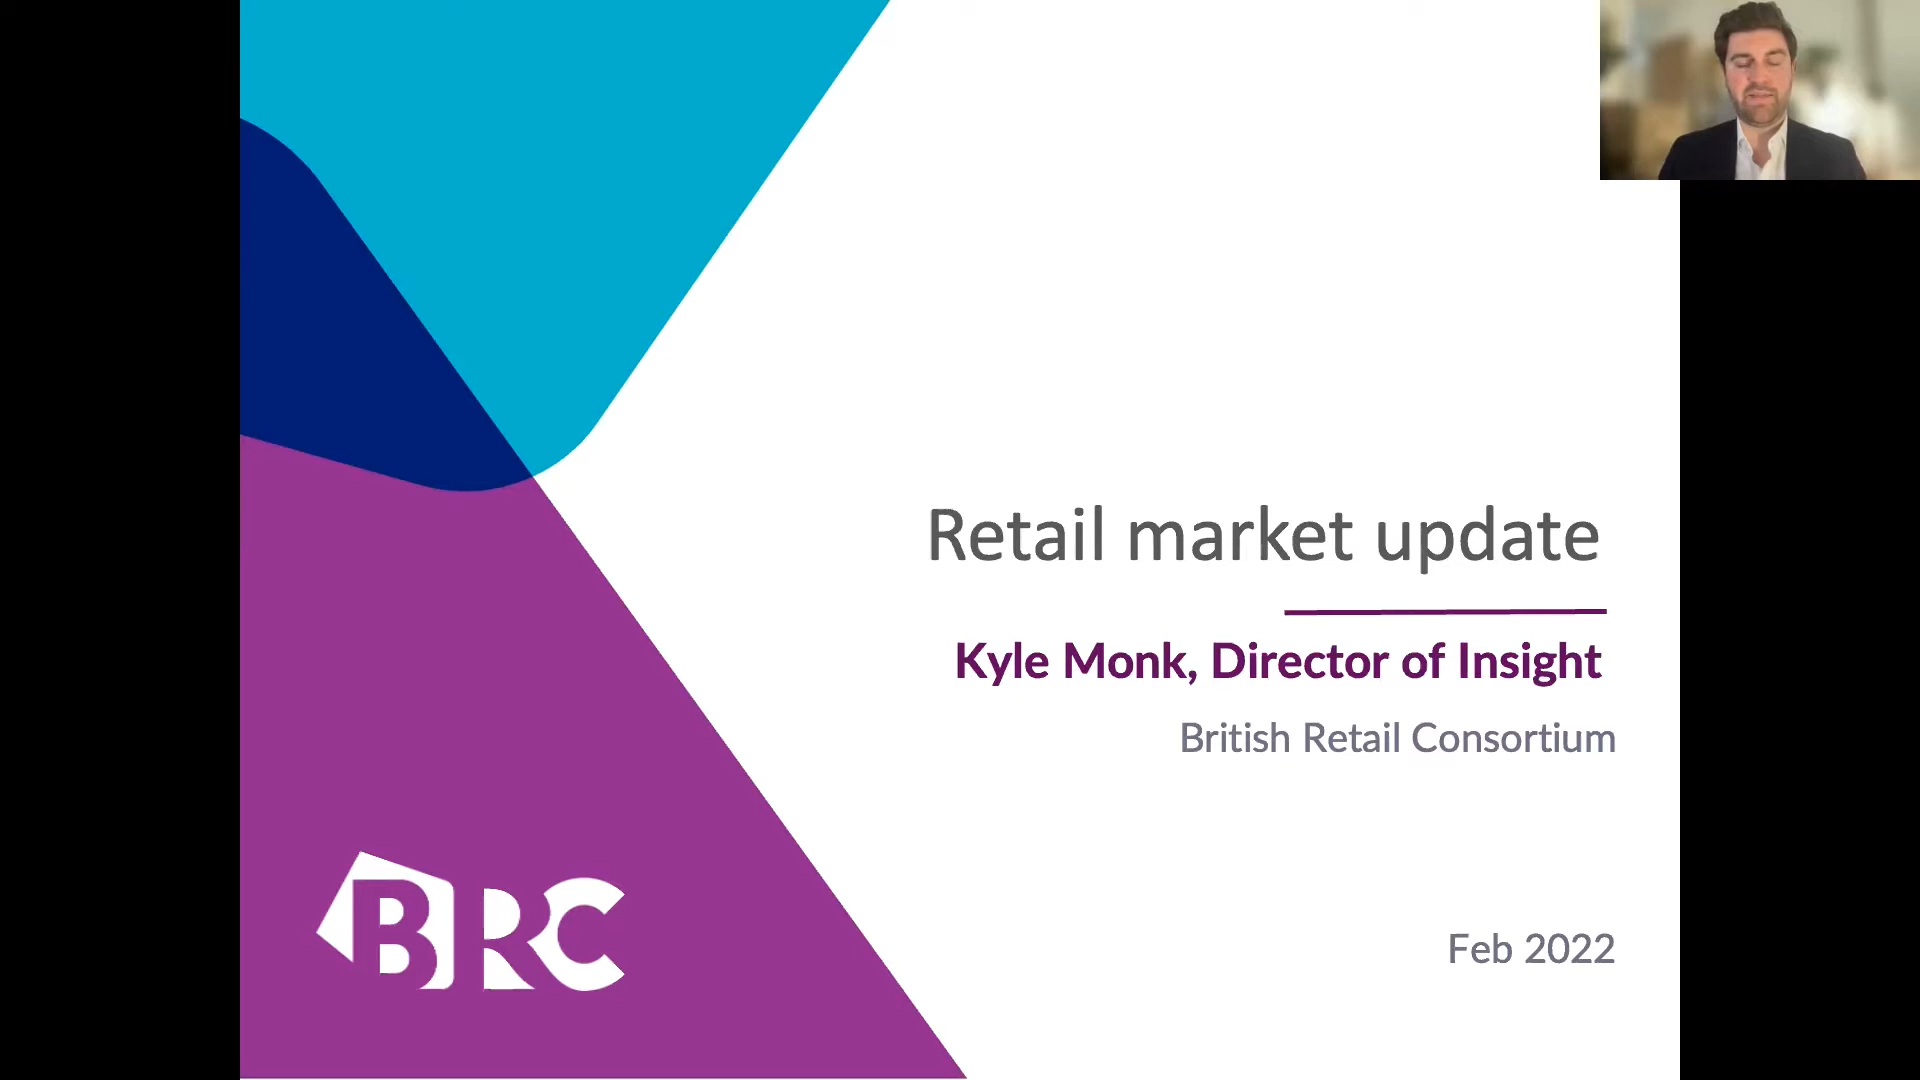 Retail market update
Kyle Monk, Director of Insight
British Retail Consortium
BRC
Feb 2022